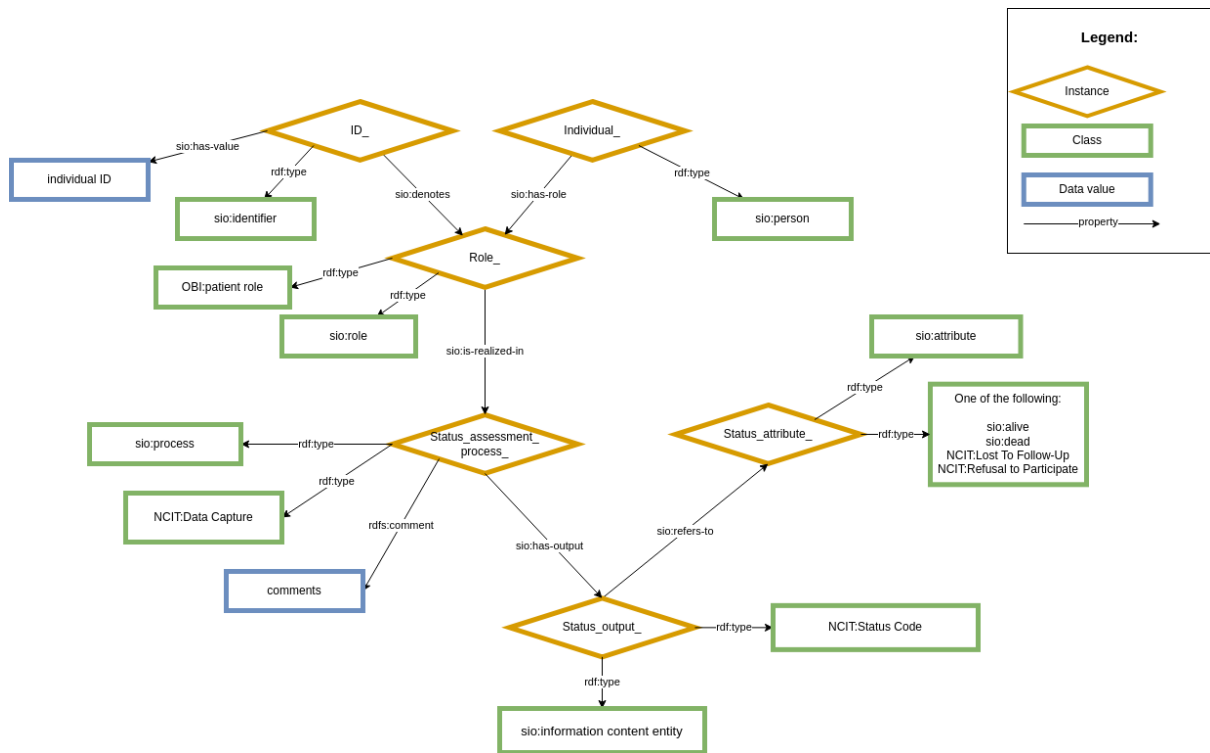 Legend:
Instance
Class
Data value
property
ID_
Individual_
sio:has-value
rdf:type
rdf:type
individual ID
sio:denotes
sio:has-role
sio:identifier
sio:person
Role_
rdf:type
OBI:patient role
rdf:type
sio:role
sio:is-realized-in
sio:attribute
rdf:type
One of the following:
sio:alive
sio:dead
NCIT:Lost To Follow-Up
NCIT:Refusal to Participate
Status_attribute_
rdf:type
Status_assessment_
process_
sio:process
rdf:type
rdf:type
NCIT:Data Capture
rdfs:comment
sio:has-output
sio:refers-to
comments
Status_output_
rdf:type
NCIT:Status Code
rdf:type
sio:information content entity